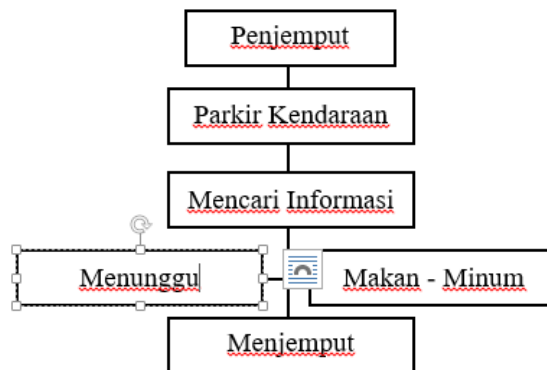 Penjemput
Parkir Kendaraan
Mencari Informasi
Menunggu
Makan - Minum
Menjemput